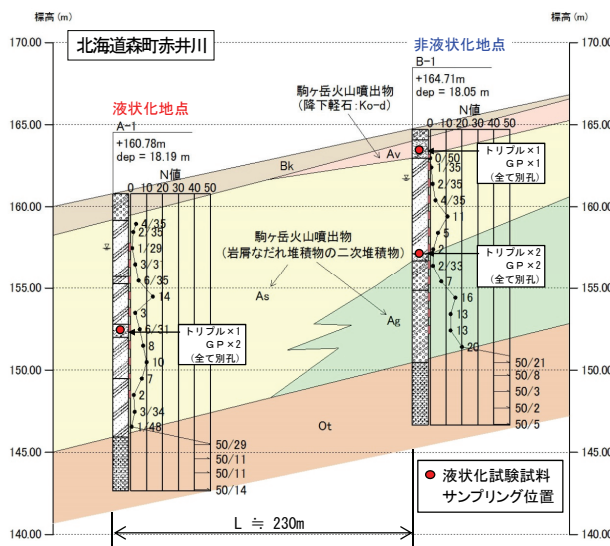 標高(m)
標高(m)
170.00
165.00
160.00
155.00
150.00
145.00
140.00
170.00
165.00
160.00
155.00
150.00
145.00
140.00
北海道森町赤井川
非液状化地点
B-1
+164.71m
dep = 18.05 m
N値
0 10 20 30 40 50
駒ヶ岳火山噴出物
(降下軽石:Ko-d)
液状化地点
A-1
+160.78m
dep = 18.19 m
N値
0 10 20 30 40 50
Bk
Av
トリプル×1
GP×1
(全て別孔)
0/50
1/35
2/35
4/35
11
5
2
2/33
7
16
13
13
20
50/21
50/8
50/3
50/2
50/5
トリプル×2
GP×2
(全て別孔)
駒ヶ岳火山噴出物
(岩屑なだれ堆積物の二次堆積物)
As
Ag
4/35
2/35
1/29
3/31
6/35
14
3
6/31
8
10
7
2
3/34
1/48
50/29
50/11
50/11
50/14
トリプル×1
GP×2
(全て別孔)
Ot
液状化試験試料
サンプリング位置
L ≒ 230m